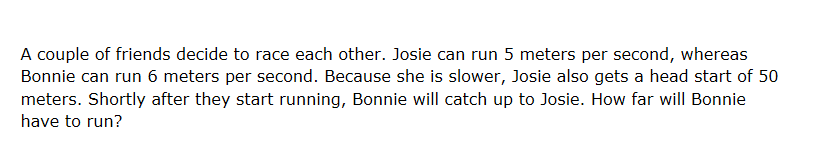 A couple of friends decide to race each other. Josie can run 5 meters per second, whereas
Bonnie can run 6 meters per second. Because she is slower, Josie also gets a head start of 50
meters. Shortly after they start running, Bonnie will catch up to Josie. How far will Bonnie
have to run?